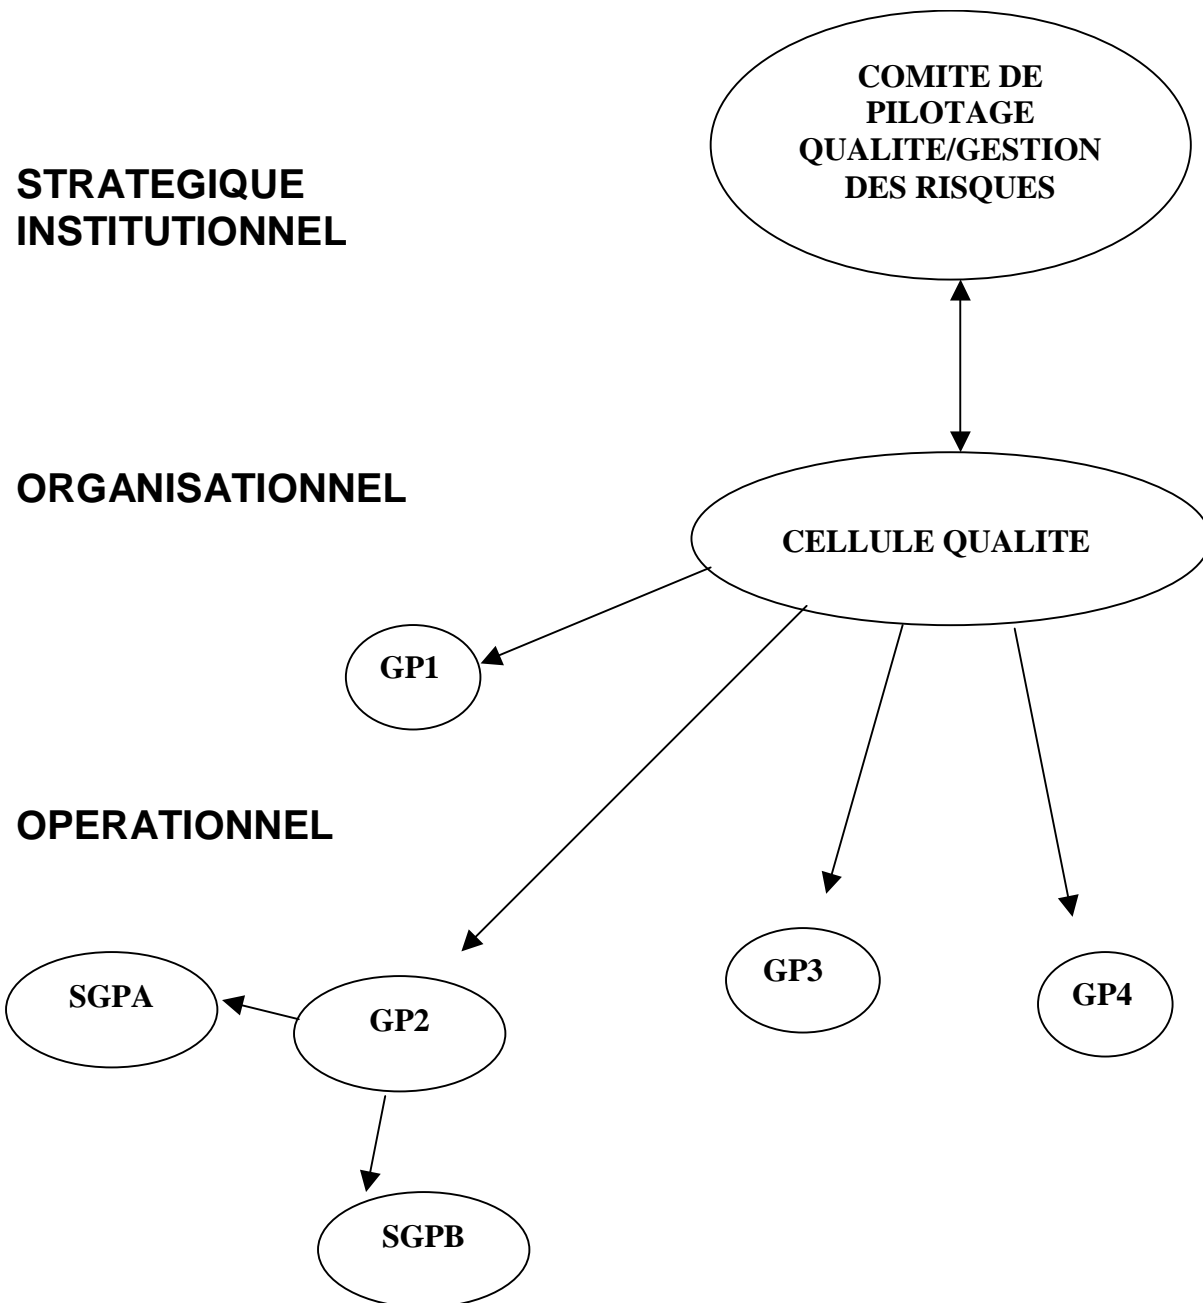 COMITE DE
PILOTAGE
QUALITE/GESTION
DES RISQUES
STRATEGIQUE
INSTITUTIONNEL
ORGANISATIONNEL
CELLULE QUALITE
GP1
OPERATIONNEL
GP3
GP4
SGPA
GP2
SGPB